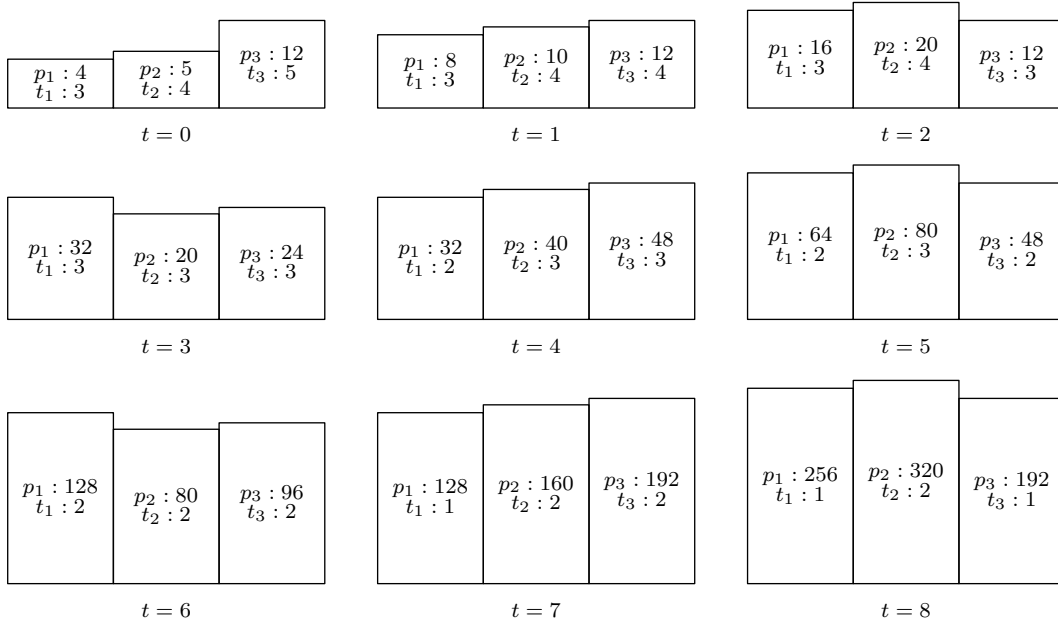 p₁ : 4
t₁ : 3
p₂ : 5
t₂ : 4
p₃ : 12
t₃ : 5
t = 0
p₁ : 8
t₁ : 3
p₂ : 10
t₂ : 4
p₃ : 12
t₃ : 4
t = 1
p₁ : 16
t₁ : 3
p₂ : 20
t₂ : 4
p₃ : 12
t₃ : 3
t = 2
p₁ : 32
t₁ : 3
p₂ : 20
t₂ : 3
p₃ : 24
t₃ : 3
t = 3
p₁ : 32
t₁ : 2
p₂ : 40
t₂ : 3
p₃ : 48
t₃ : 3
t = 4
p₁ : 64
t₁ : 2
p₂ : 80
t₂ : 3
p₃ : 48
t₃ : 2
t = 5
p₁ : 128
t₁ : 2
p₂ : 80
t₂ : 2
p₃ : 96
t₃ : 2
t = 6
p₁ : 128
t₁ : 1
p₂ : 160
t₂ : 2
p₃ : 192
t₃ : 2
t = 7
p₁ : 256
t₁ : 1
p₂ : 320
t₂ : 2
p₃ : 192
t₃ : 1
t = 8